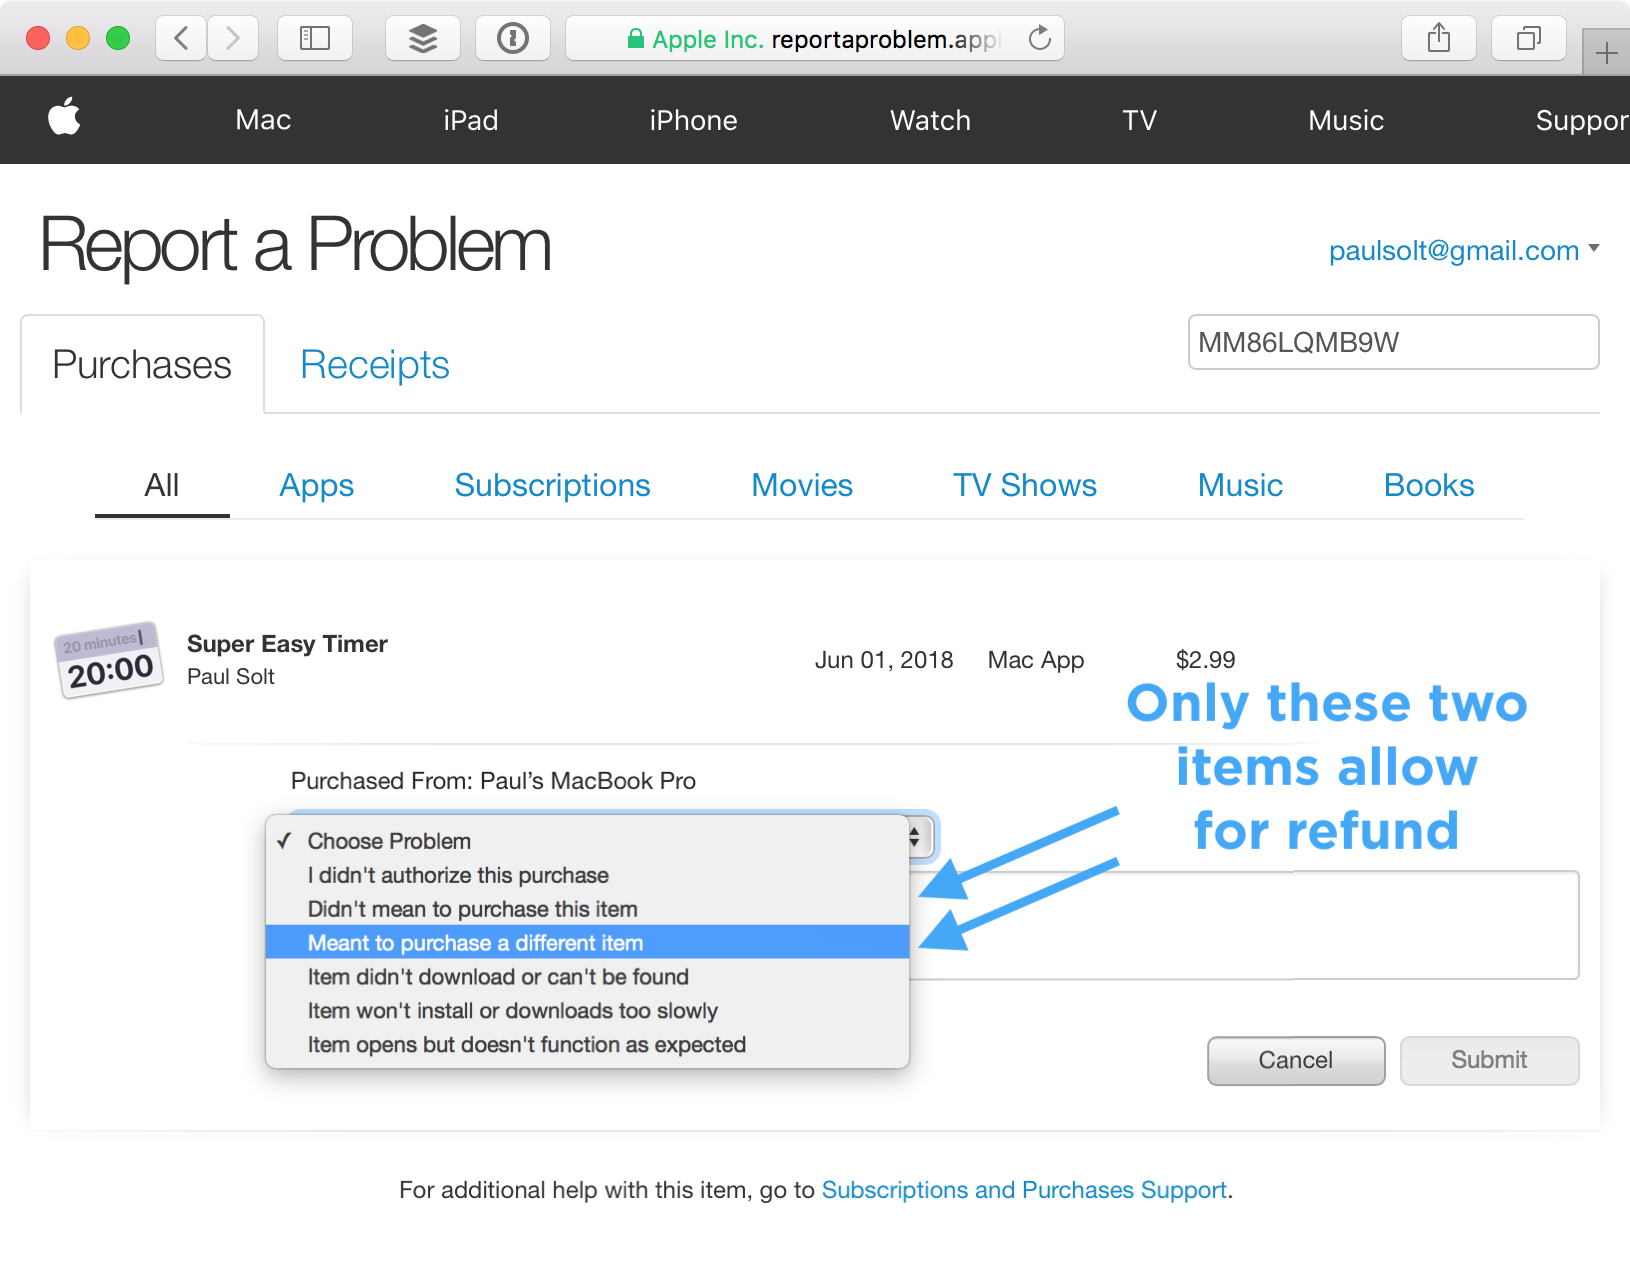 Apple Inc. reportaproblem.appl
Mac iPad iPhone Watch TV Music Suppor
Report a Problem
paulsolt@gmail.com
Purchases Receipts
MM86LQMB9W
All Apps Subscriptions Movies TV Shows Music Books
20 minutes
20:00
Super Easy Timer
Paul Solt
Jun 01, 2018 Mac App $2.99
Only these two
items allow
for refund
Purchased From: Paul’s MacBook Pro
✓ Choose Problem
I didn't authorize this purchase
Didn't mean to purchase this item
Meant to purchase a different item
Item didn't download or can't be found
Item won't install or downloads too slowly
Item opens but doesn't function as expected
Cancel Submit
For additional help with this item, go to Subscriptions and Purchases Support.